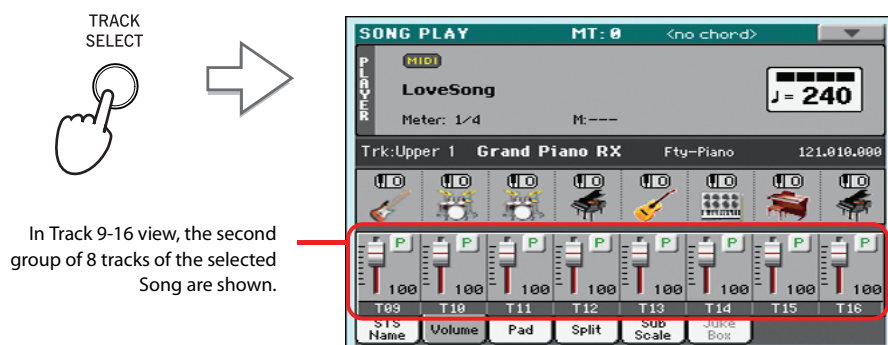 TRACK
SELECT
In Track 9-16 view, the second
group of 8 tracks of the selected
Song are shown.
SONG PLAY MT: 0 <no chord>
PLAYER
MIDI
LoveSong
♩= 240
Meter: 1/4 M:---
Trk:Upper 1 Grand Piano RX Fty-Piano 121.010.000
P P P P P P P P
100 100 100 100 100 100 100 100
T09 T10 T11 T12 T13 T14 T15 T16
STS Name Volume Pad Split Sub Scale Juke Box